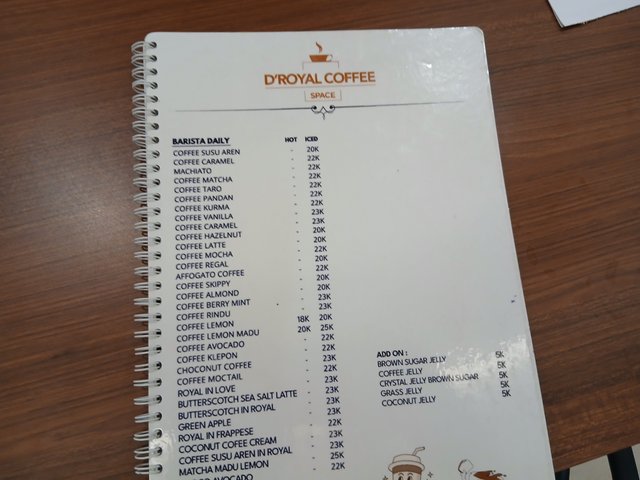 D'ROYAL COFFEE
SPACE
BARISTA DAILY HOT ICED
COFFEE SUSU AREN - 20K
COFFEE CARAMEL - 22K
MACHIATO - 22K
COFFEE MATCHA - 22K
COFFEE TARO - 22K
COFFEE PANDAN - 22K
COFFEE KURMA - 22K
COFFEE VANILLA - 23K
COFFEE CARAMEL - 23K
COFFEE HAZELNUT - 20K
COFFEE LATTE - 20K
COFFEE MOCHA - 22K
COFFEE REGAL - 20K
AFFOGATO COFFEE - 22K
COFFEE SKIPPY - 20K
COFFEE ALMOND - 20K
COFFEE BERRY MINT - 23K
COFFEE RINDU - 23K
COFFEE LEMON 18K 20K
COFFEE LEMON MADU 20K 25K
COFFEE AVOCADO - 22K
COFFEE KLEPON - 22K
CHOCONUT COFFEE - 23K
COFFEE MOCTAIL - 22K
ROYAL IN LOVE - 23K
BUTTERSCOTCH SEA SALT LATTE - 23K
BUTTERSCOTCH IN ROYAL - 23K
GREEN APPLE - 23K
ROYAL IN FRAPPESE - 22K
COCONUT COFEE CREAM - 23K
COFFEE SUSU AREN IN ROYAL - 25K
MATCHA MADU LEMON - 22K
AVOCADO
ADD ON :
BROWN SUGAR JELLY 5K
COFFEE JELLY 5K
CRYSTAL JELLY BROWN SUGAR 5K
GRASS JELLY 5K
COCONUT JELLY 5K